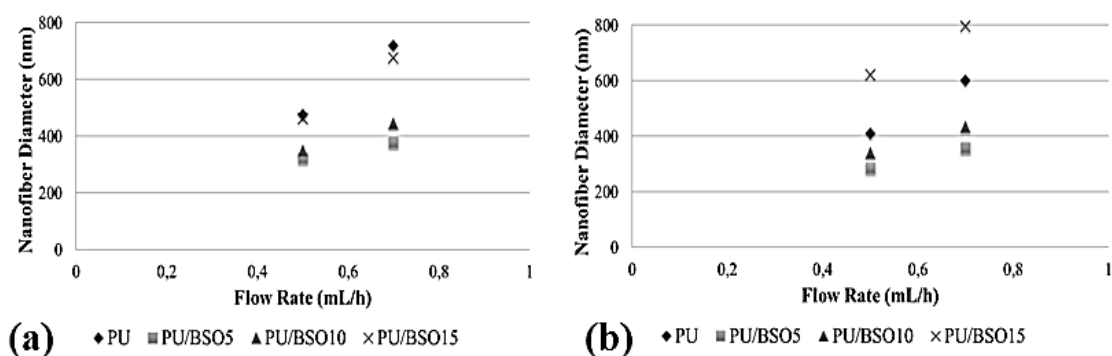 Nanofiber Diameter (nm)
800
600
400
200
0
0 0,2 0,4 0,6 0,8 1
Flow Rate (mL/h)
(a) PU PU/BSO5 PU/BSO10 PU/BSO15
Nanofiber Diameter (nm)
800
600
400
200
0
0 0,2 0,4 0,6 0,8 1
Flow Rate (mL/h)
(b) PU PU/BSO5 PU/BSO10 PU/BSO15